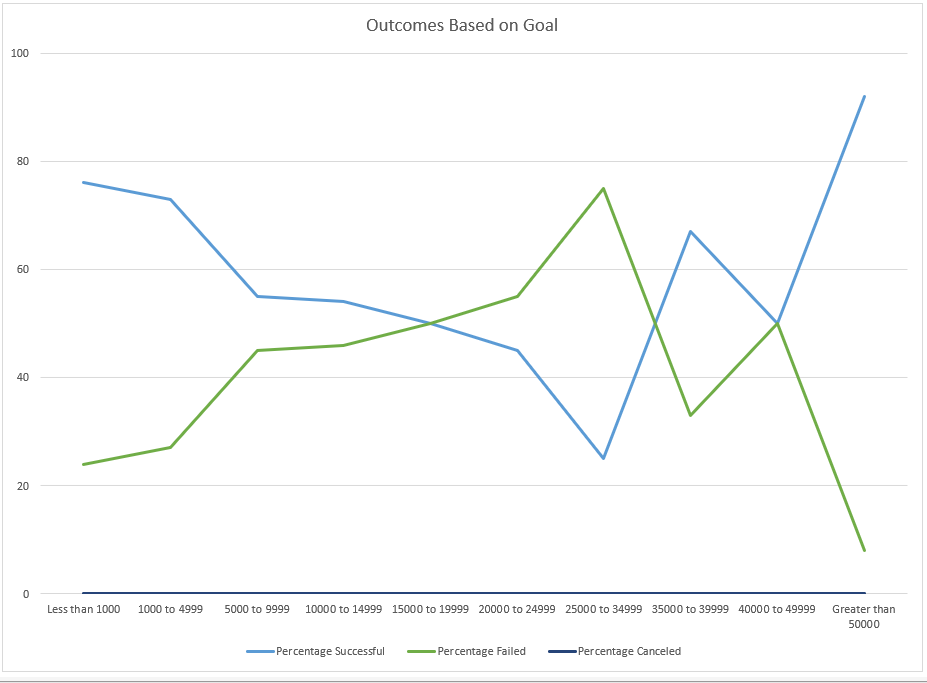 Outcomes Based on Goal
100
80
60
40
20
0
Less than 1000 1000 to 4999 5000 to 9999 10000 to 14999 15000 to 19999 20000 to 24999 25000 to 34999 35000 to 39999 40000 to 49999 Greater than
50000
Percentage Successful Percentage Failed Percentage Canceled